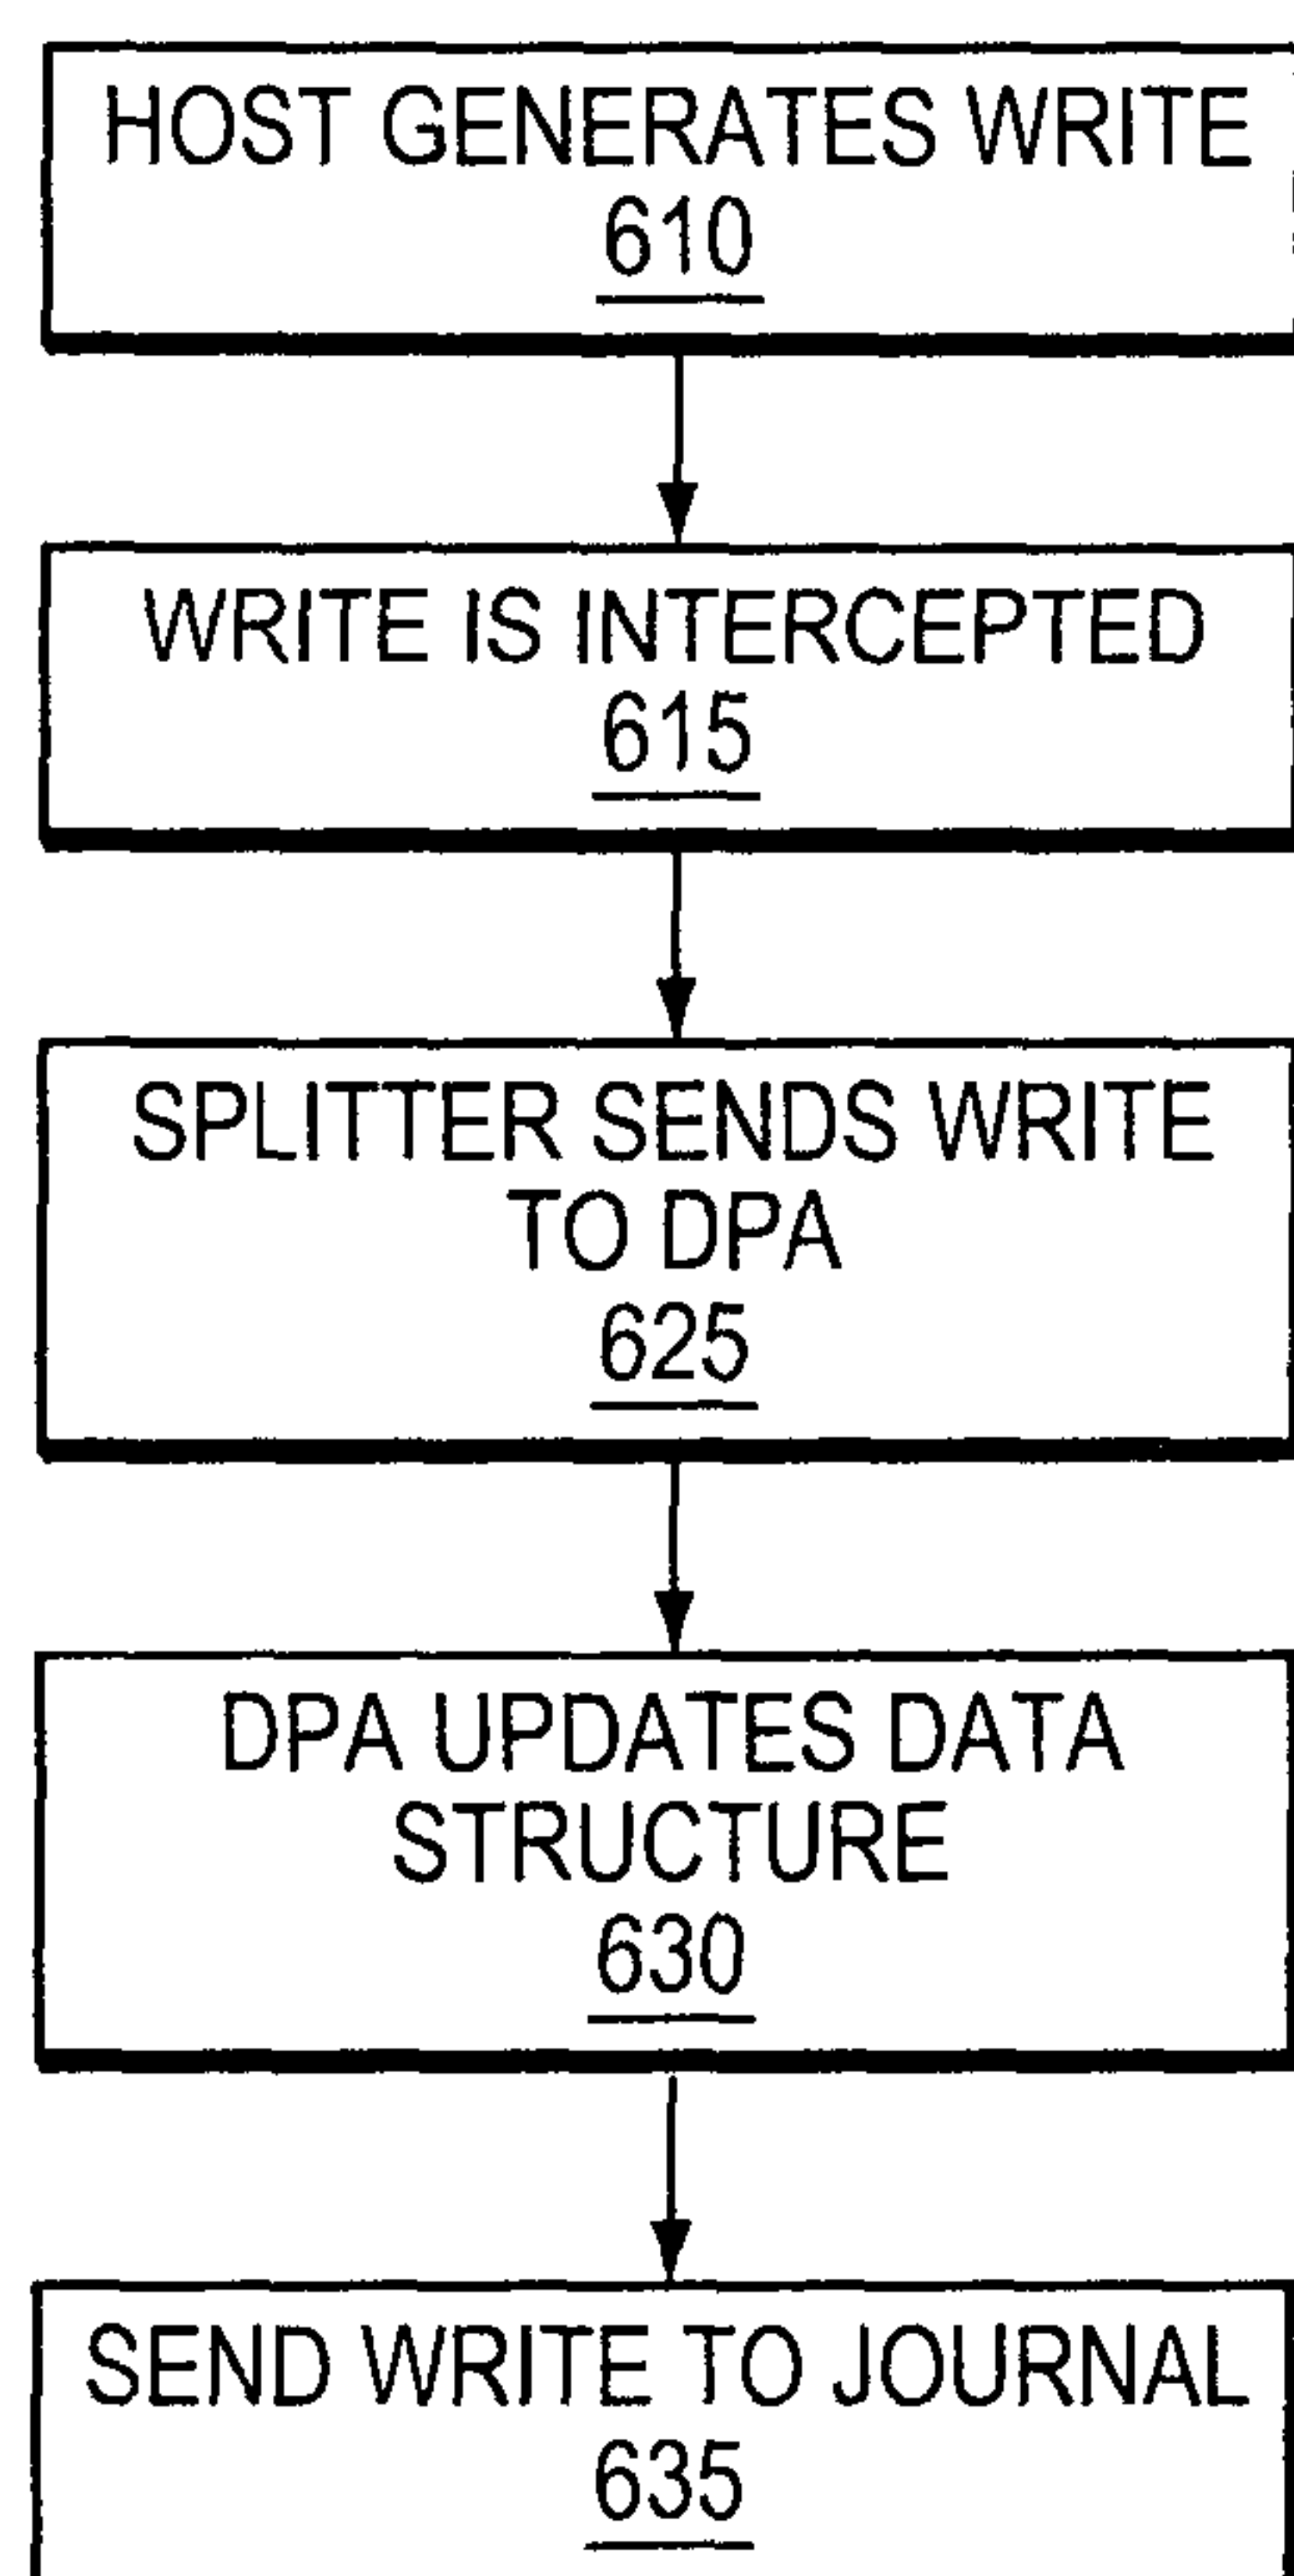 HOST GENERATES WRITE
610
WRITE IS INTERCEPTED
615
SPLITTER SENDS WRITE
TO DPA
625
DPA UPDATES DATA
STRUCTURE
630
SEND WRITE TO JOURNAL
635